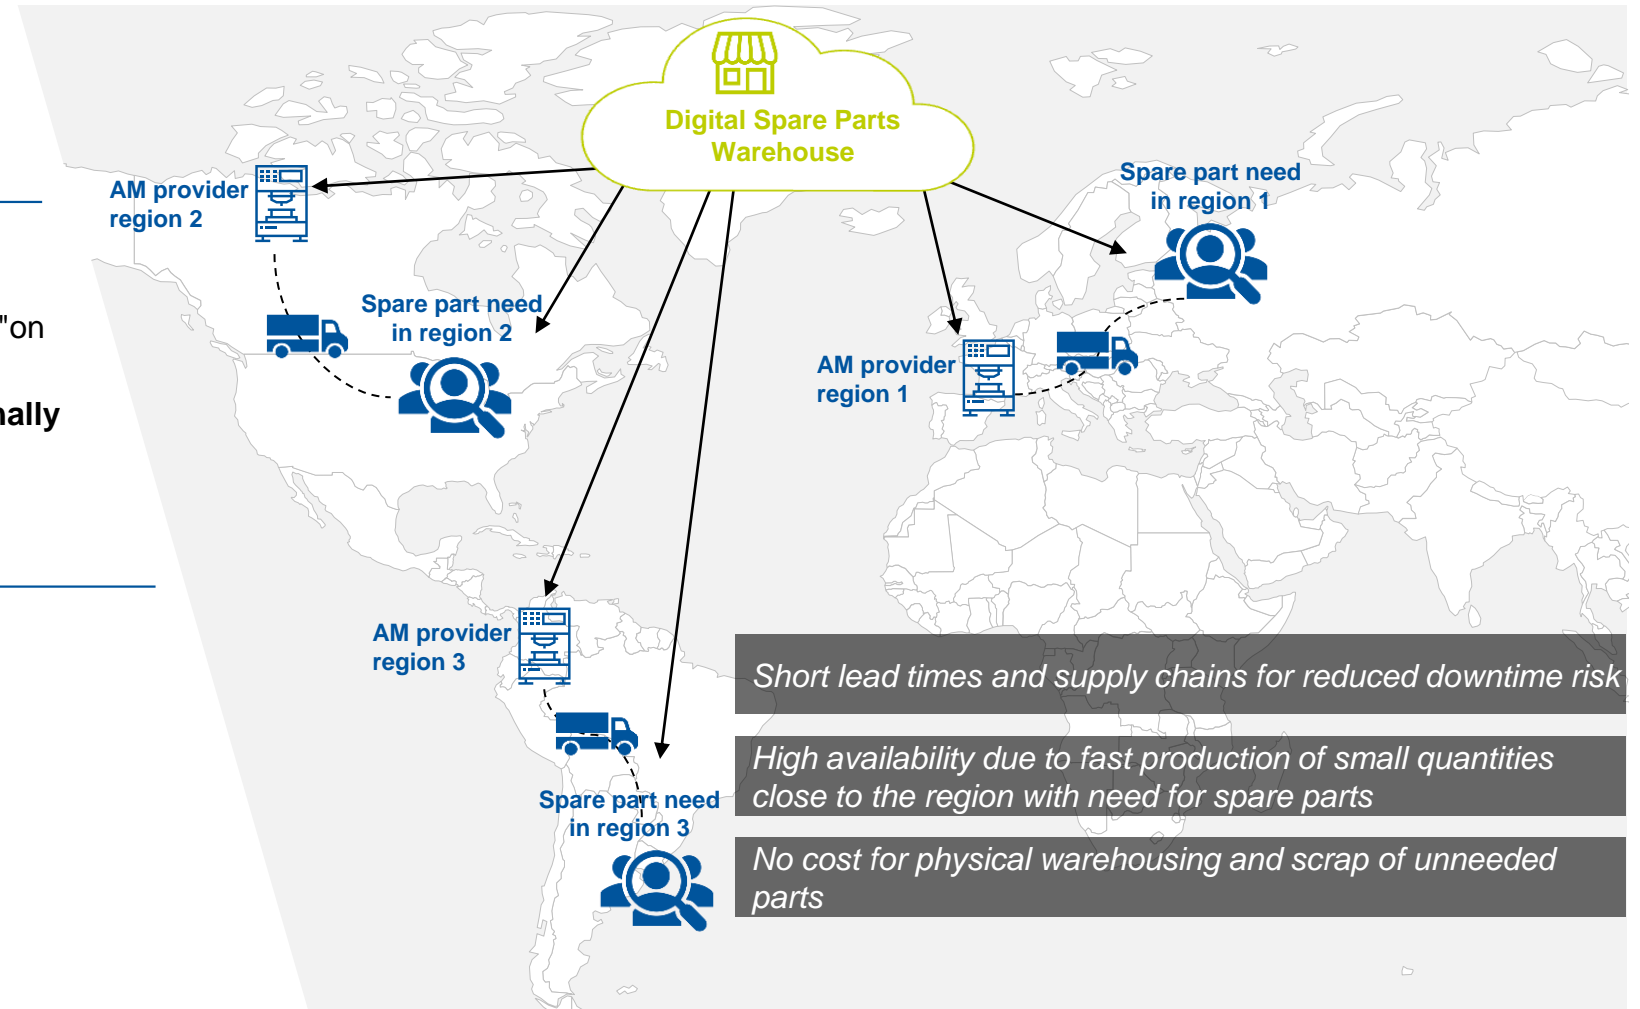 Digital Spare Parts
Warehouse
AM provider
region 2
Spare part need
in region 1
"on
Spare part need
in region 2
AM provider
region 1
nally
AM provider
region 3
Short lead times and supply chains for reduced downtime risk
High availability due to fast production of small quantities
close to the region with need for spare parts
Spare part need
in region 3
No cost for physical warehousing and scrap of unneeded
parts